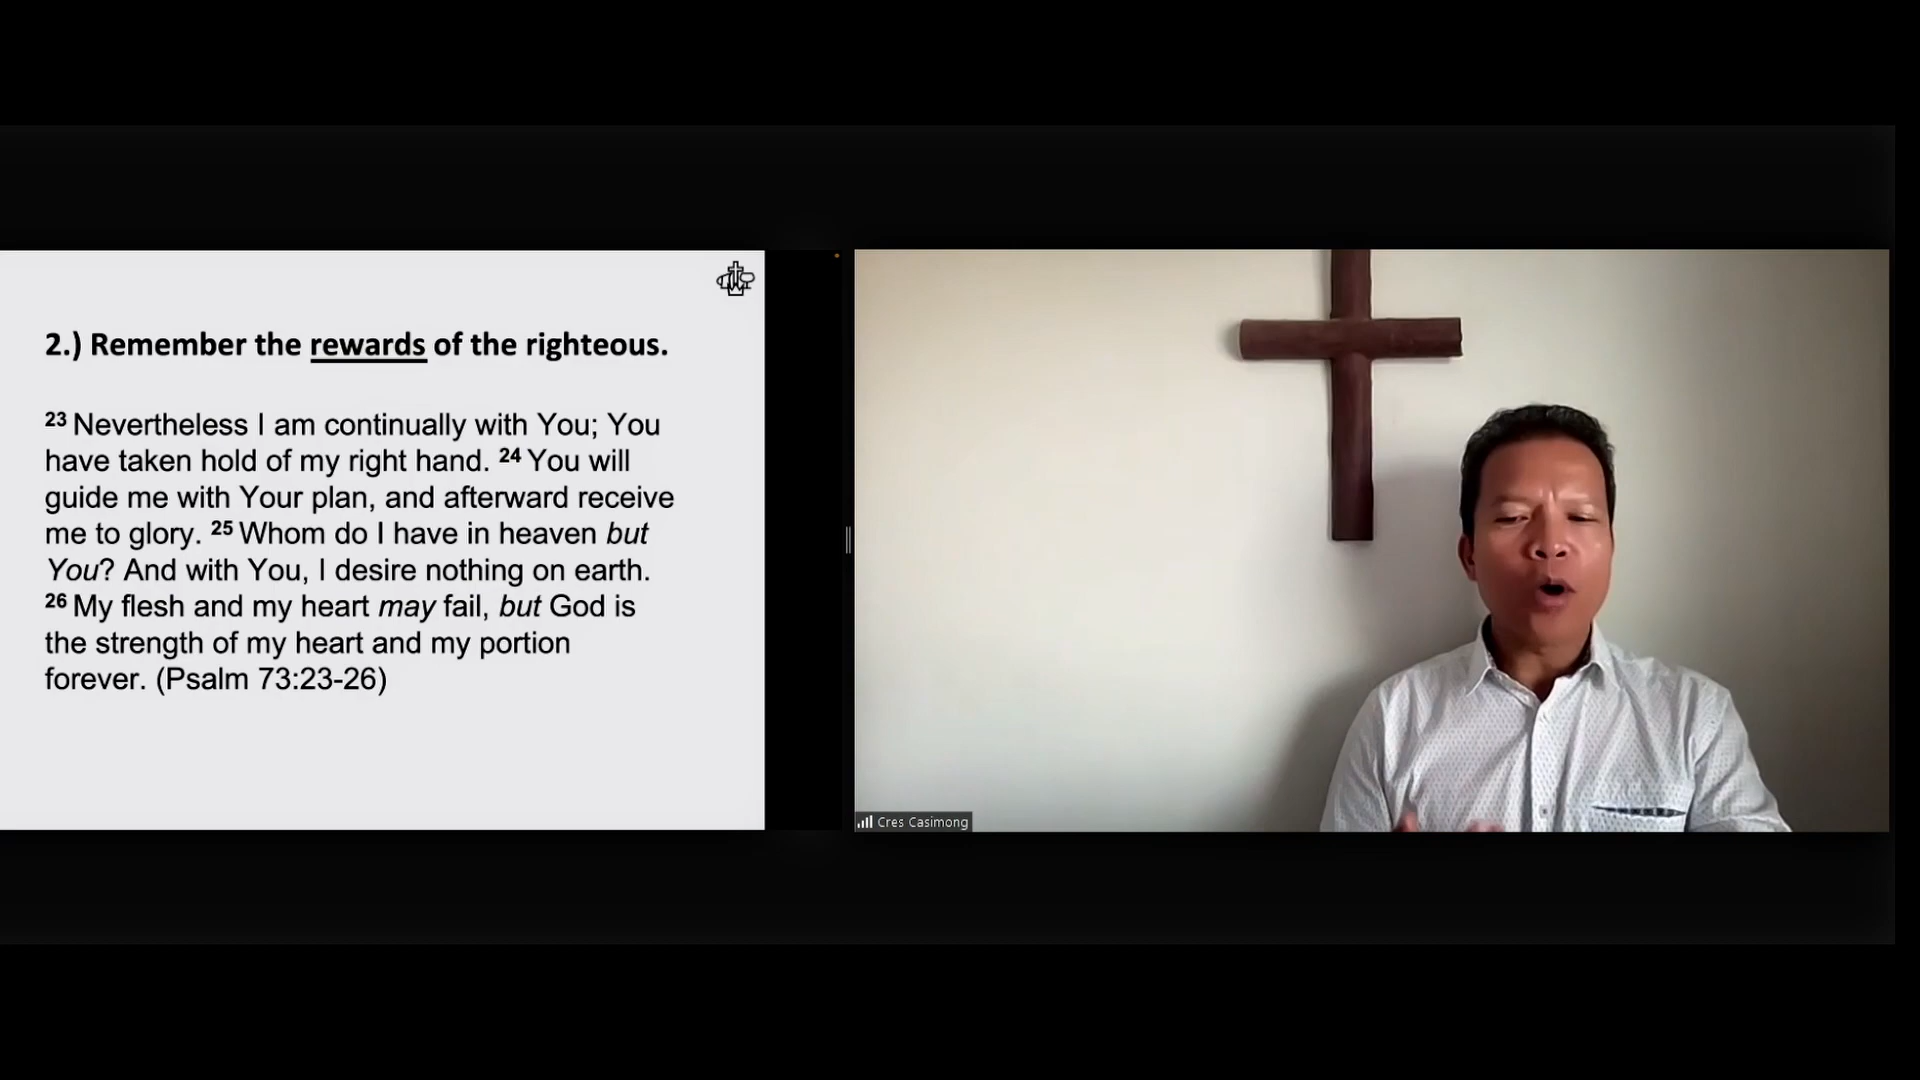 2.) Remember the rewards of the righteous.
23 Nevertheless I am continually with You; You
have taken hold of my right hand. 24 You will
guide me with Your plan, and afterward receive
me to glory. 25 Whom do I have in heaven but
You? And with You, I desire nothing on earth.
26 My flesh and my heart may fail, but God is
the strength of my heart and my portion
forever. (Psalm 73:23-26)
Cres Casimong